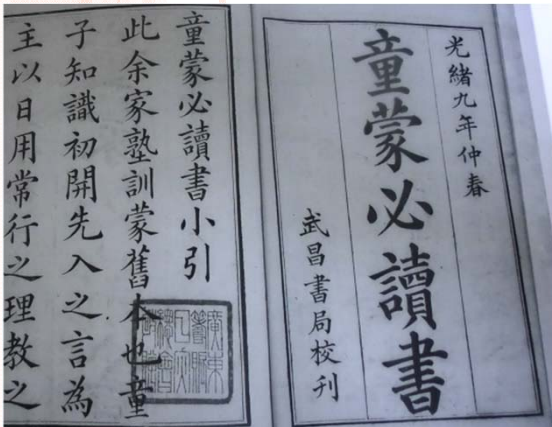 光緒九年仲春
童蒙必讀書
武昌書局校刊
童蒙必讀書小引
此余家塾訓蒙舊本也童
子知識初開先入之言為
主以日用常行之理教之